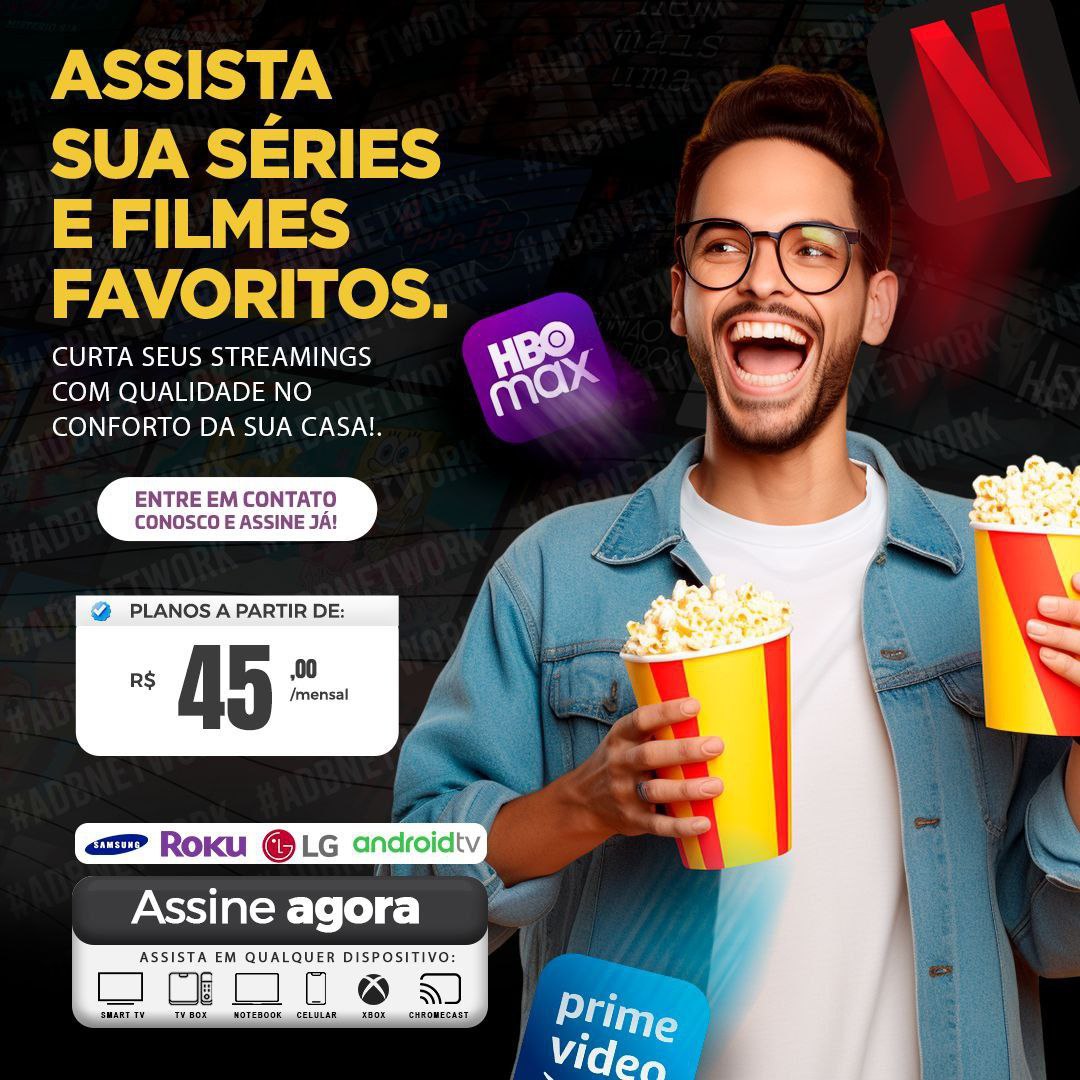 ASSISTA
SUA SÉRIES
E FILMES
FAVORITOS.
CURTA SEUS STREAMINGS
COM QUALIDADE NO
CONFORTO DA SUA CASA!.
ENTRE EM CONTATO
CONOSCO E ASSINE JÁ!
PLANOS A PARTIR DE:
R$ 45,00
/mensal
SAMSUNG Roku LG androidtv
Assine agora
ASSISTA EM QUALQUER DISPOSITIVO:
SMART TV TV BOX NOTEBOOK CELULAR XBOX CHROMECAST
N
HBO
max
prime
video
#ADBNETWORK